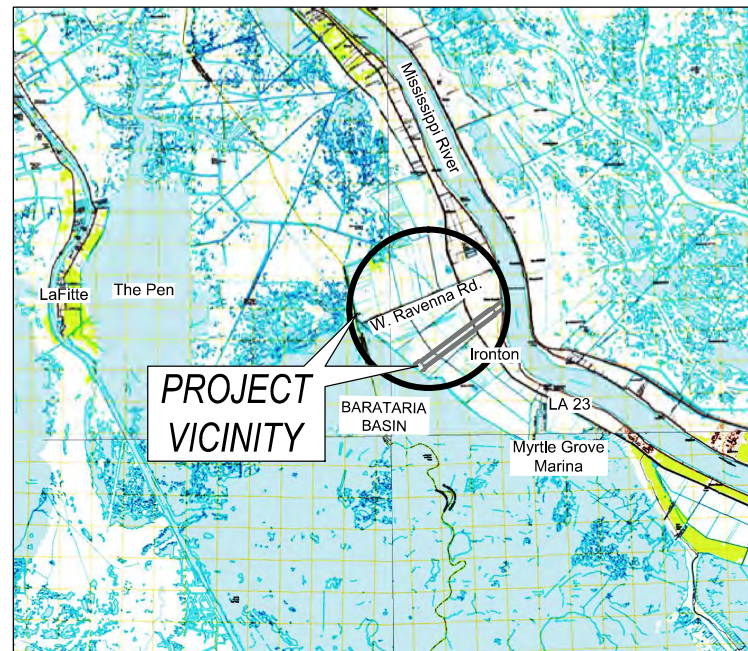 Mississippi River
LaFitte
The Pen
W. Ravenna Rd.
Ironton
PROJECT
VICINITY
BARATARIA
BASIN
LA 23
Myrtle Grove
Marina